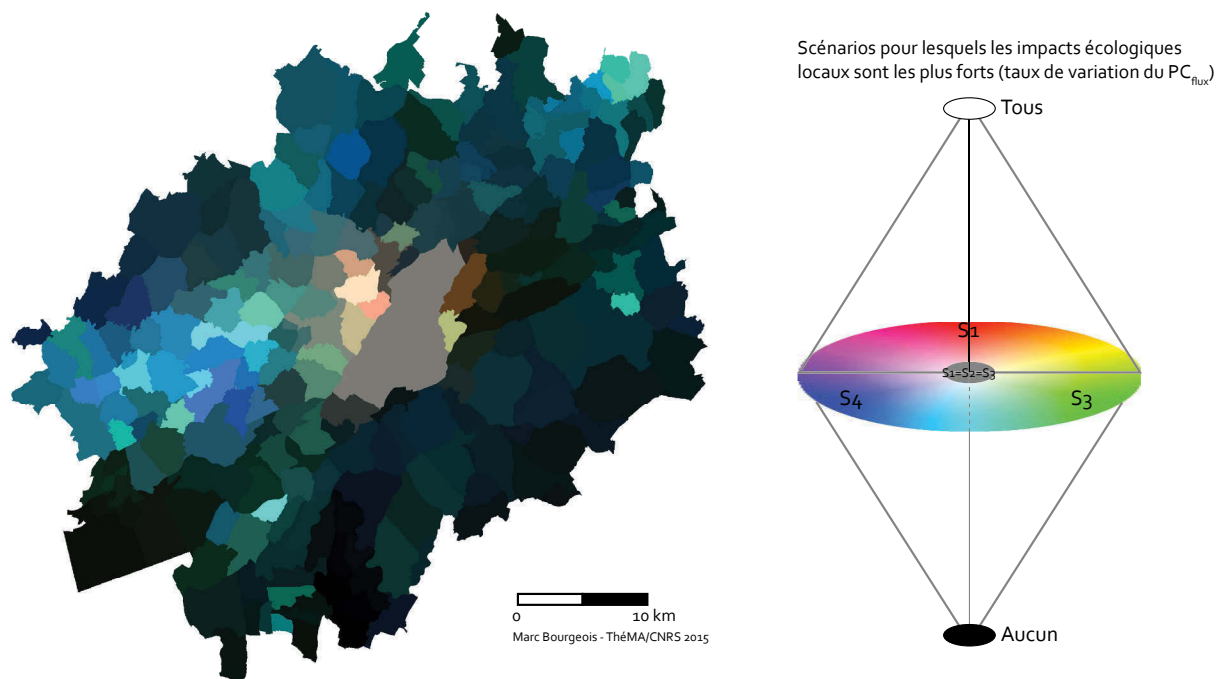 Scénarios pour lesquels les impacts écologiques
locaux sont les plus forts (taux de variation du PCflux)
Tous
S1
S1=S2=S3
S4
S3
0 10 km
Marc Bourgeois - ThéMA/CNRS 2015
Aucun